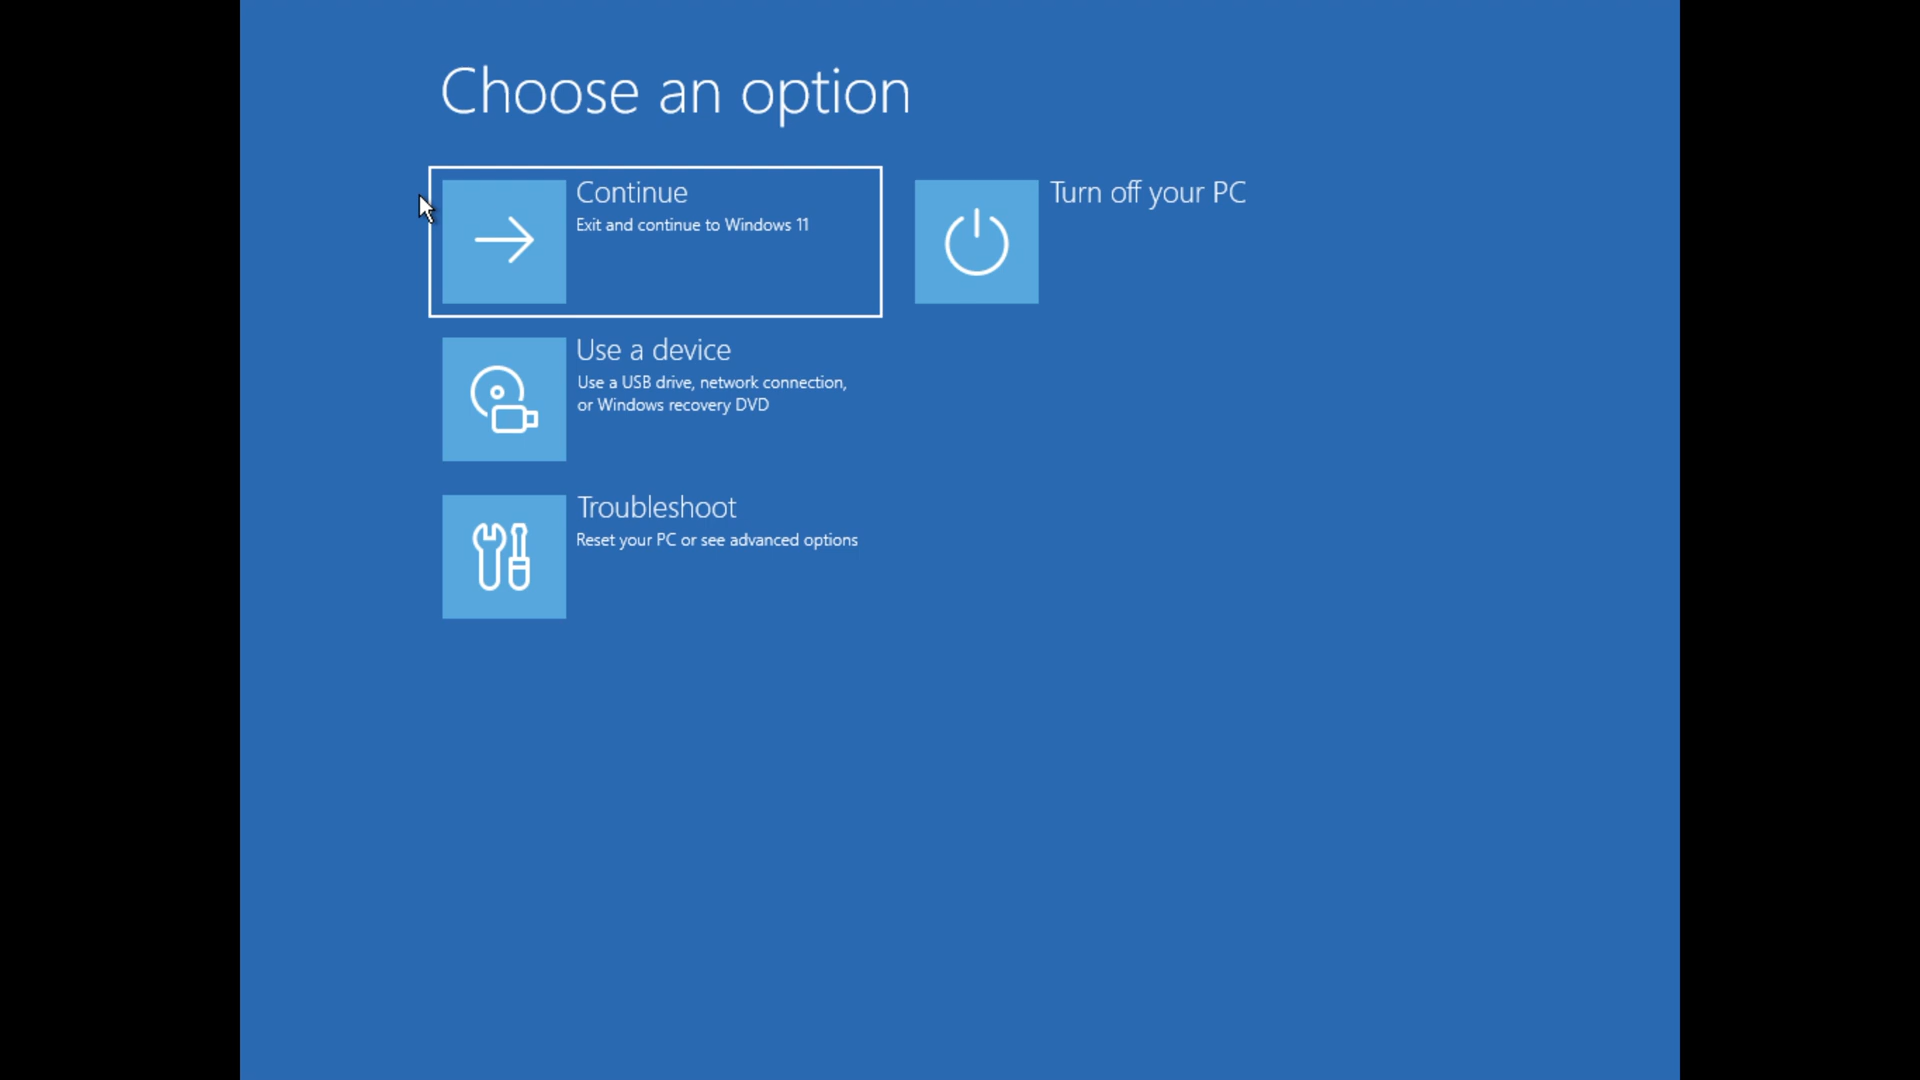 Choose an option
Continue
Exit and continue to Windows 11
Turn off your PC
Use a device
Use a USB drive, network connection,
or Windows recovery DVD
Troubleshoot
Reset your PC or see advanced options